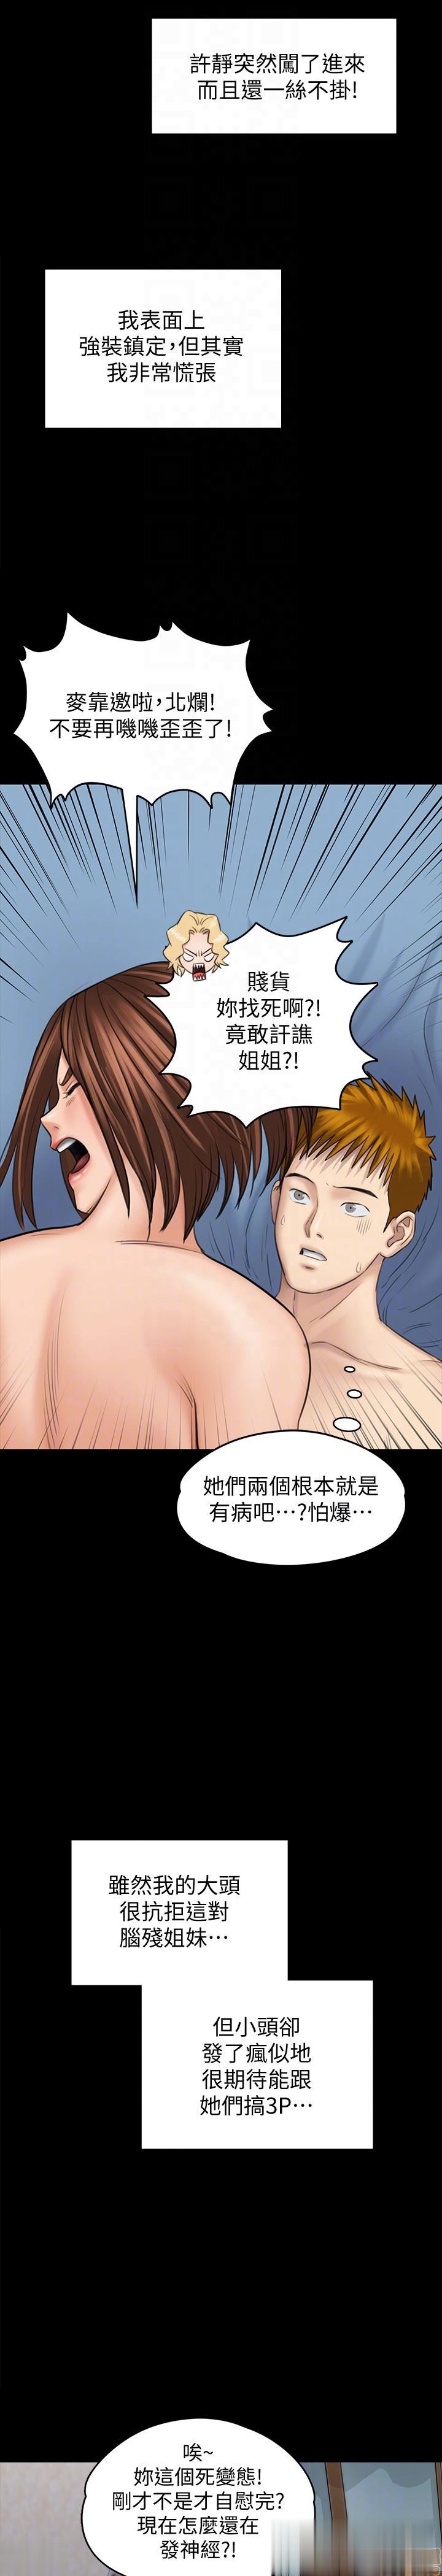 許靜突然闖了進來
而且還一絲不掛!
我表面上
強裝鎮定,但其實
我非常慌張
麥靠邀啦,北爛!
不要再嘰嘰歪歪了!
賤貨
妳找死啊?!
竟敢訐譙
姐姐?!
她們兩個根本就是
有病吧…?怕爆…
雖然我的大頭
很抗拒這對
腦殘姐妹…
但小頭卻
發了瘋似地
很期待能跟
她們搞3P…
唉~
妳這個死變態!
剛才不是才自慰完?
現在怎麼還在
發神經?!